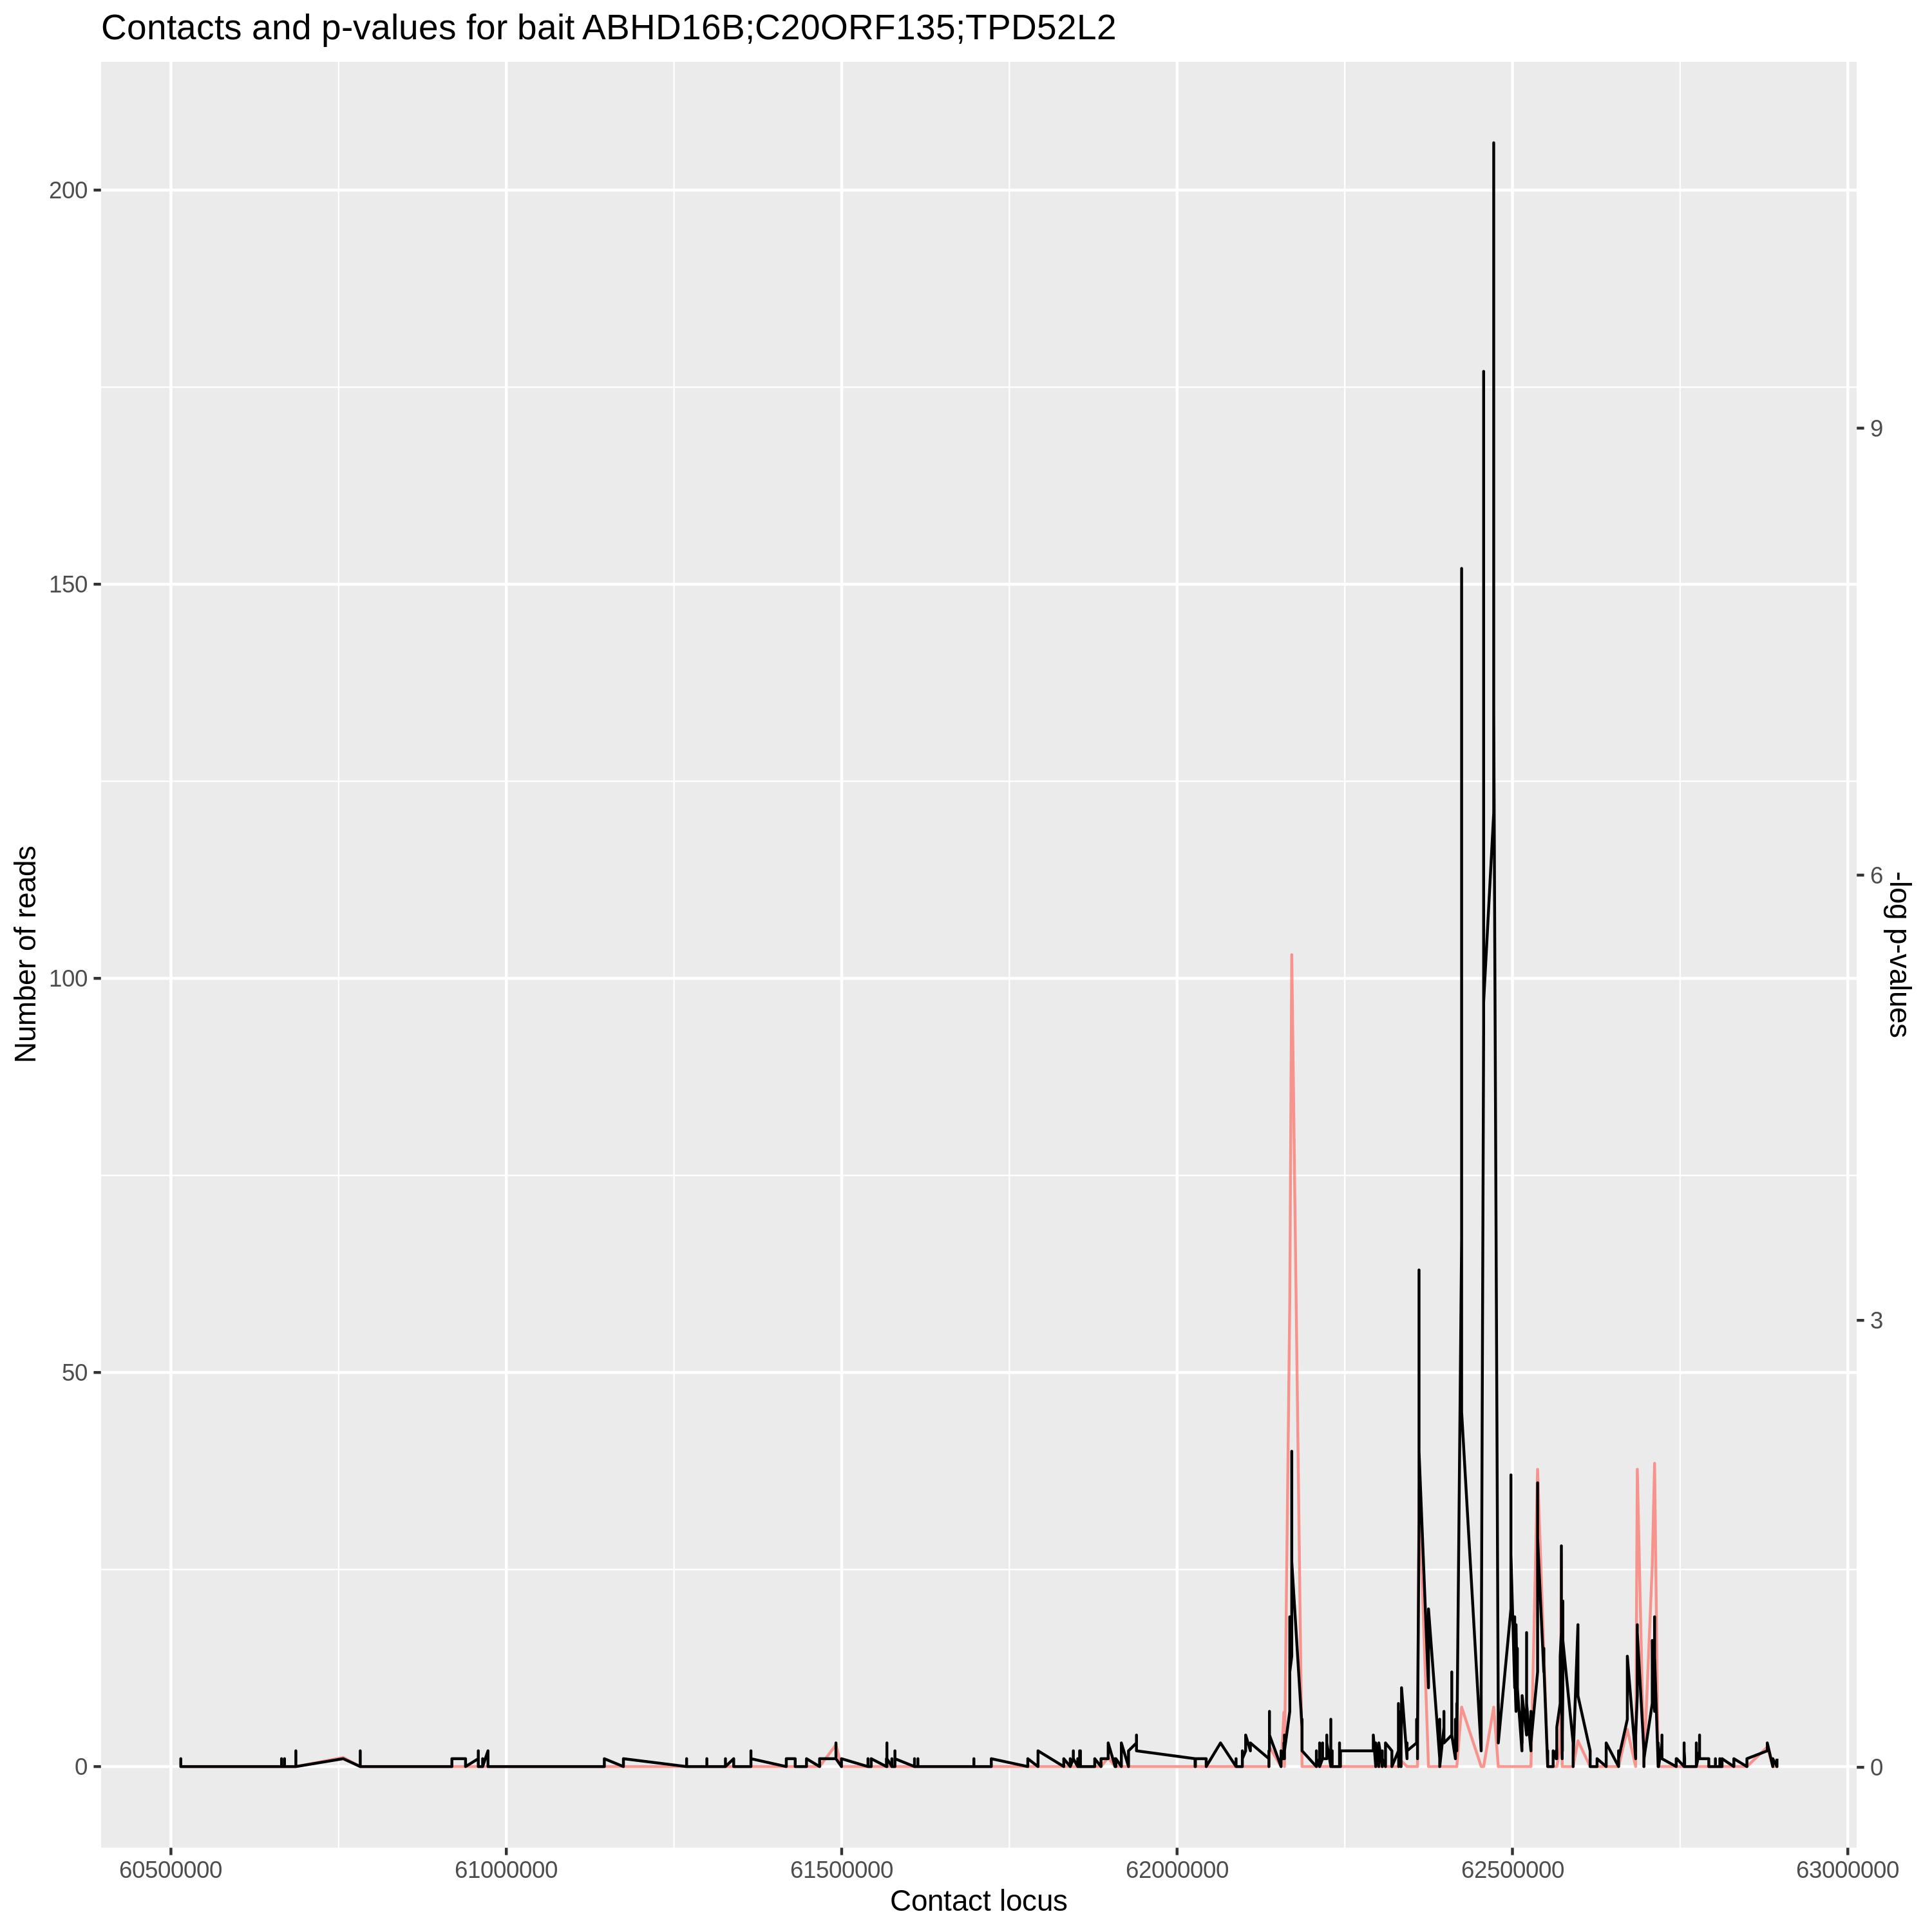 Contacts and p-values for bait ABHD16B;C20ORF135;TPD52L2
200
150
100
50
0
Number of reads
9
6
3
0
-log p-values
60500000 61000000 61500000 62000000 62500000 63000000
Contact locus